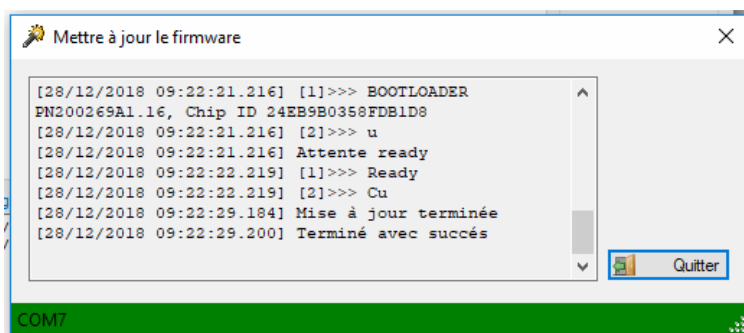 Mettre à jour le firmware
[28/12/2018 09:22:21.216] [1]>>> BOOTLOADER
PN200269A1.16, Chip ID 24EB9B0358FDB1D8
[28/12/2018 09:22:21.216] [2]>>> u
[28/12/2018 09:22:21.216] Attente ready
[28/12/2018 09:22:22.219] [1]>>> Ready
[28/12/2018 09:22:22.219] [2]>>> Cu
[28/12/2018 09:22:29.184] Mise à jour terminée
[28/12/2018 09:22:29.200] Terminé avec succés
Quitter
COM7